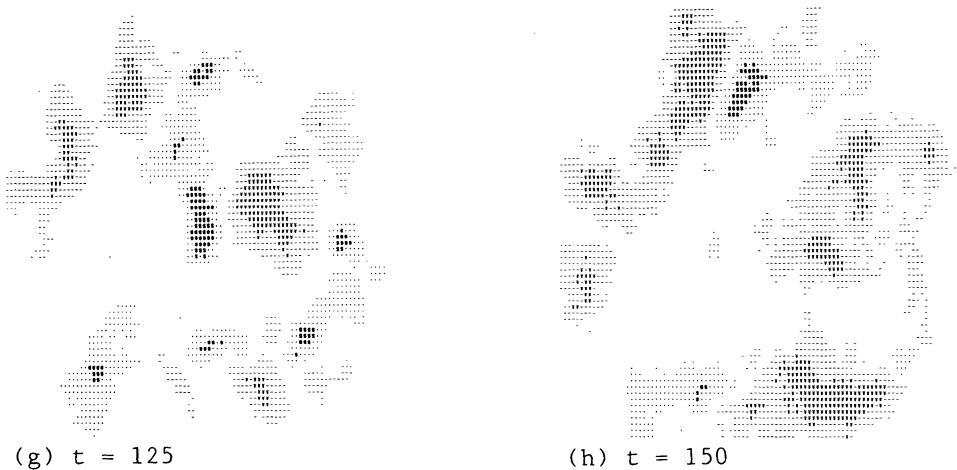 (g) t = 125
(h) t = 150